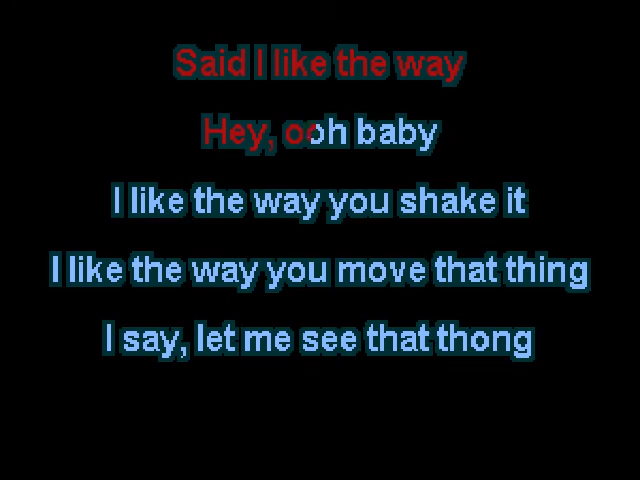 Said I like the way
Hey, ooh baby
I like the way you shake it
I like the way you move that thing
I say, let me see that thong